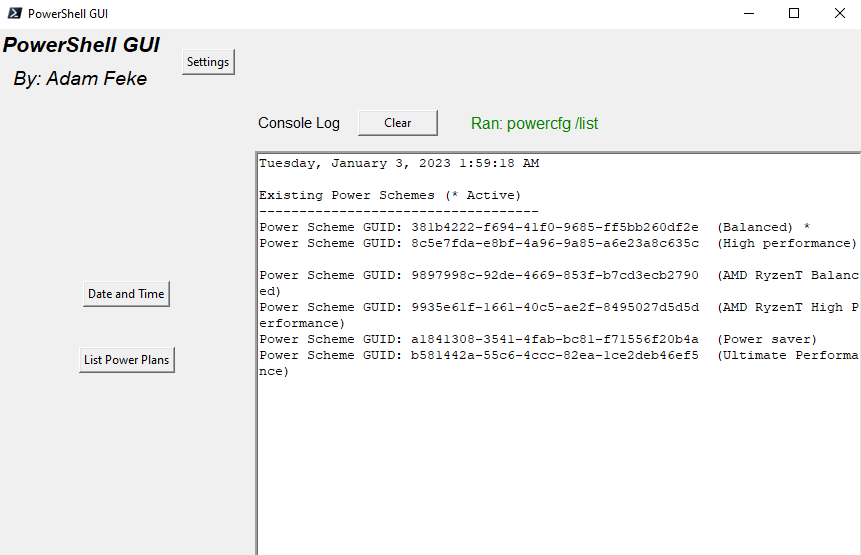 PowerShell GUI
PowerShell GUI
By: Adam Feke
Settings
Console Log
Clear
Ran: powercfg /list
Tuesday, January 3, 2023 1:59:18 AM
Existing Power Schemes (* Active)
-----------------------------------
Power Scheme GUID: 381b4222-f694-41f0-9685-ff5bb260df2e  (Balanced) *
Power Scheme GUID: 8c5e7fda-e8bf-4a96-9a85-a6e23a8c635c  (High performance)
Power Scheme GUID: 9897998c-92de-4669-853f-b7cd3ecb2790  (AMD RyzenT Balanc
ed)
Power Scheme GUID: 9935e61f-1661-40c5-ae2f-8495027d5d5d  (AMD RyzenT High P
erformance)
Power Scheme GUID: a1841308-3541-4fab-bc81-f71556f20b4a  (Power saver)
Power Scheme GUID: b581442a-55c6-4ccc-82ea-1ce2deb46ef5  (Ultimate Performa
nce)
Date and Time
List Power Plans